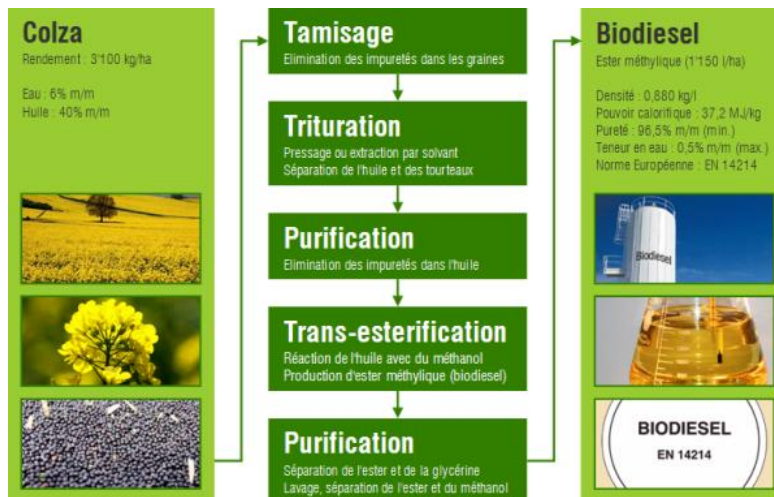 Colza
Rendement : 3'100 kg/ha
Eau : 6% m/m
Huile : 40% m/m
Tamisage
Elimination des impuretés dans les graines
Trituration
Pressage ou extraction par solvant
Séparation de l'huile et des tourteaux
Purification
Elimination des impuretés dans l'huile
Trans-esterification
Réaction de l'huile avec du méthanol
Production d'ester méthylique (biodiesel)
Purification
Séparation de l'ester et de la glycérine
Lavage, séparation de l'ester et du méthanol
Biodiesel
Ester méthylique (1'150 l/ha)
Densité : 0,880 kg/l
Pouvoir calorifique : 37,2 MJ/kg
Pureté : 96,5% m/m (min.)
Teneur en eau : 0,5% m/m (max.)
Norme Européenne : EN 14214
Biodiesel
BIODIESEL
EN 14214